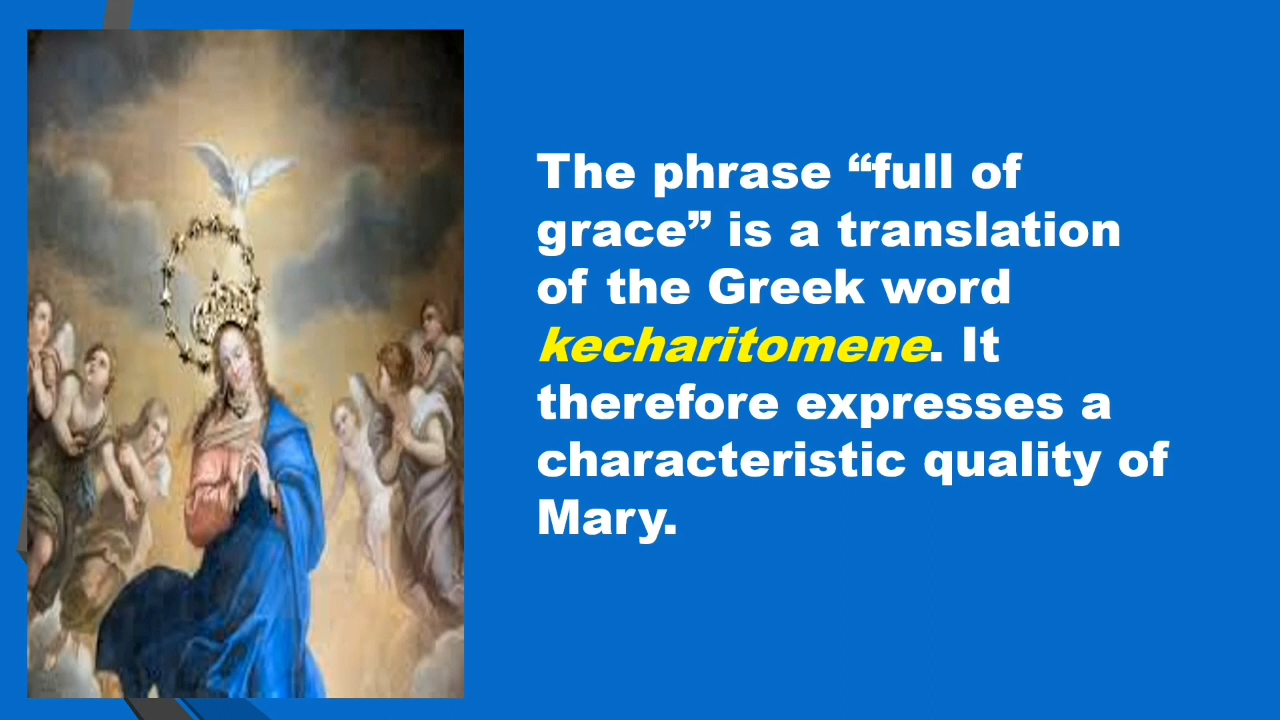 The phrase “full of
grace” is a translation
of the Greek word
kecharitomene. It
therefore expresses a
characteristic quality of
Mary.